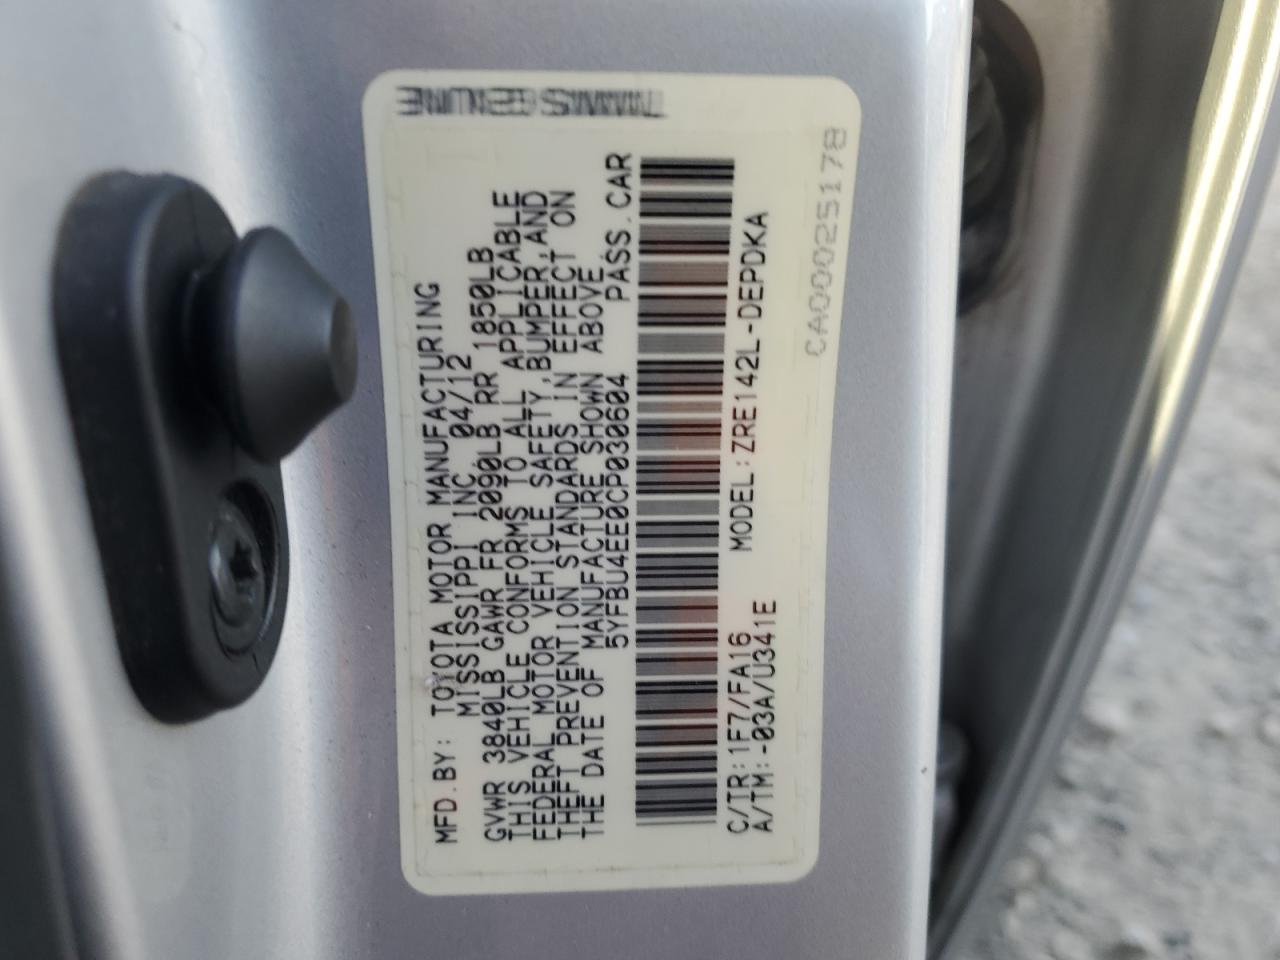 MFD.BY: TOYOTA MOTOR MANUFACTURING
MISSISSIPPI INC. 04/12
GVWR 3840LB GAWR FR 2090LB RR 1850LB
THIS VEHICLE CONFORMS TO ALL APPLICABLE
FEDERAL MOTOR VEHICLE SAFETY,BUMPER,AND
THEFT PREVENTION STANDARDS IN EFFECT ON
THE DATE OF MANUFACTURE SHOWN ABOVE.
5YFBU4EE0CP030604 PASS.CAR
C/TR:1F7/FA16 MODEL:ZRE142L-DEPDKA
A/TM:-03A/U341E
CA00025178